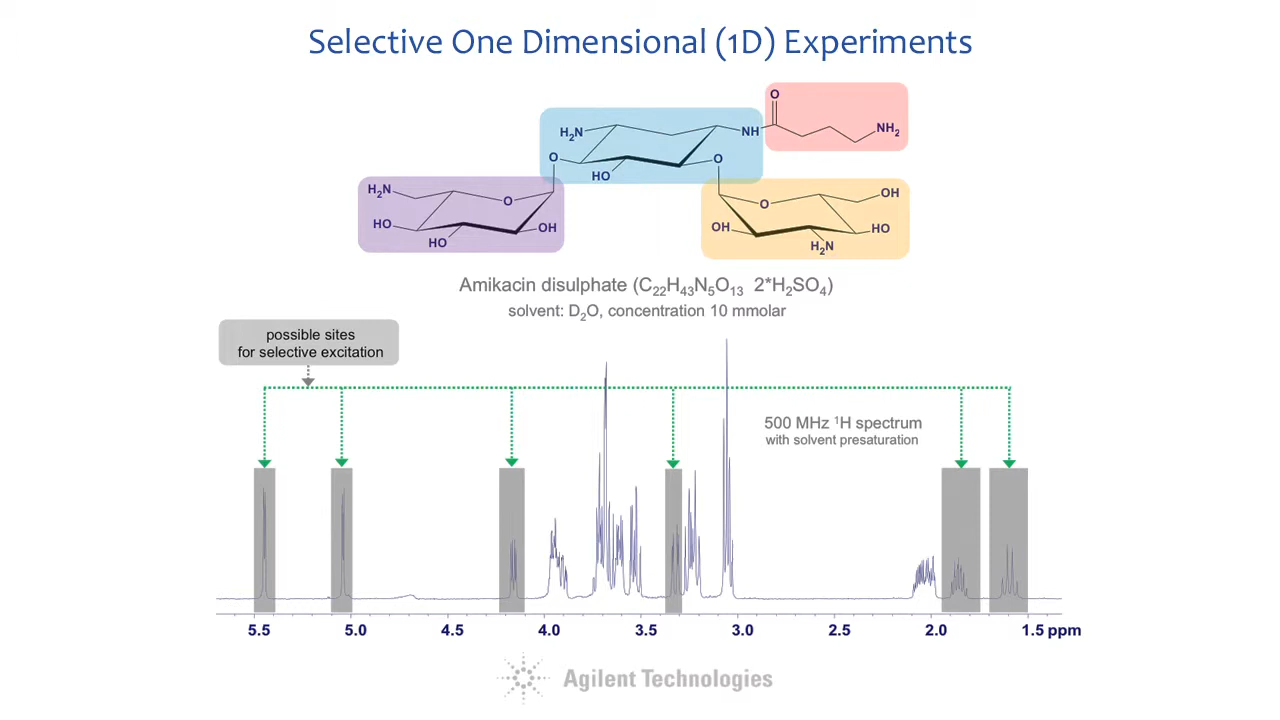 Selective One Dimensional (1D) Experiments
O
H₂N
NH
NH₂
O
HO
O
H₂N
O
HO
HO
OH
O
OH
OH
HO
H₂N
Amikacin disulphate (C₂₂H₄₃N₅O₁₃ 2*H₂SO₄)
solvent: D₂O, concentration 10 mmolar
possible sites
for selective excitation
500 MHz ¹H spectrum
with solvent presaturation
5.5 5.0 4.5 4.0 3.5 3.0 2.5 2.0 1.5 ppm
Agilent Technologies